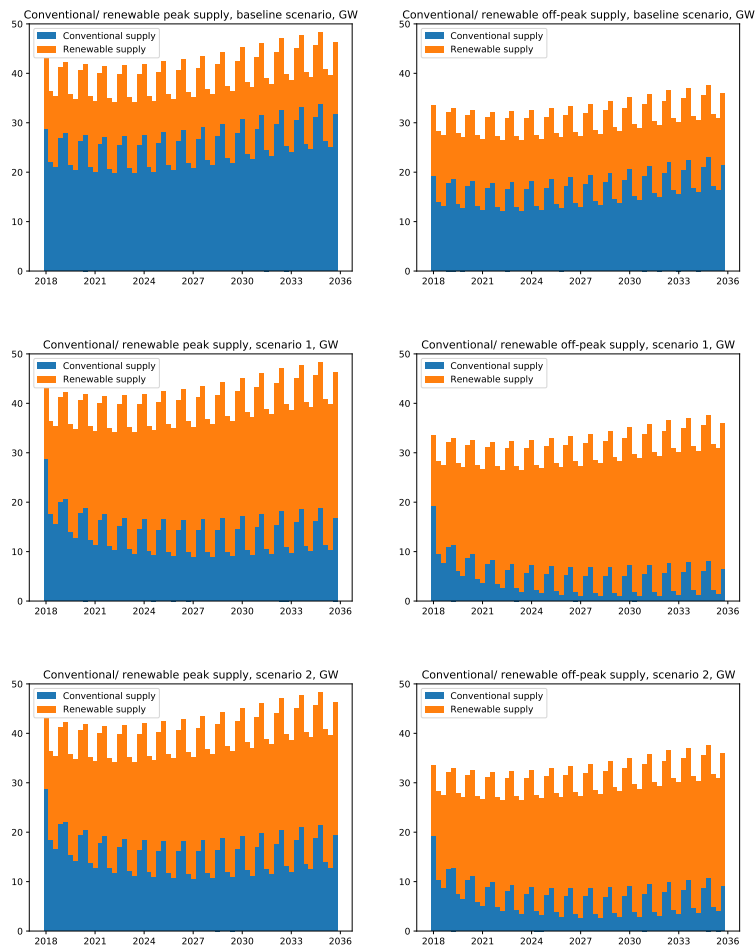 Conventional/ renewable peak supply, baseline scenario, GW
50
40
30
20
10
0
Conventional supply
Renewable supply
2018 2021 2024 2027 2030 2033 2036
Conventional/ renewable off-peak supply, baseline scenario, GW
50
40
30
20
10
0
Conventional supply
Renewable supply
2018 2021 2024 2027 2030 2033 2036
Conventional/ renewable peak supply, scenario 1, GW
50
40
30
20
10
0
Conventional supply
Renewable supply
2018 2021 2024 2027 2030 2033 2036
Conventional/ renewable off-peak supply, scenario 1, GW
50
40
30
20
10
0
Conventional supply
Renewable supply
2018 2021 2024 2027 2030 2033 2036
Conventional/ renewable peak supply, scenario 2, GW
50
40
30
20
10
0
Conventional supply
Renewable supply
2018 2021 2024 2027 2030 2033 2036
Conventional/ renewable off-peak supply, scenario 2, GW
50
40
30
20
10
0
Conventional supply
Renewable supply
2018 2021 2024 2027 2030 2033 2036